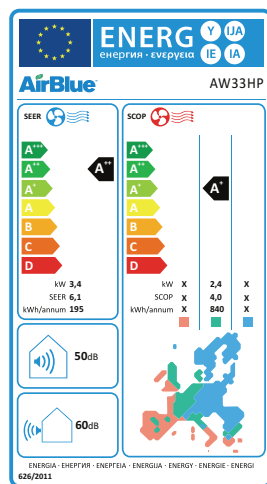 ENERG Y IJA
енергия · ενεργεια IE IA
AirBlue™ AW33HP
SEER SCOP
A+++ A+++
A++ A++ A++
A+ A+ A+
A A
B B
C C
D D
kW 3,4 kW X 2,4 X
SEER 6,1 SCOP X 4,0 X
kWh/annum 195 kWh/annum X 840 X
50dB
60dB
ENERGIA · ЕНЕРГИЯ · ΕΝΕΡΓΕΙΑ · ENERGIJA · ENERGY · ENERGIE · ENERGI
626/2011